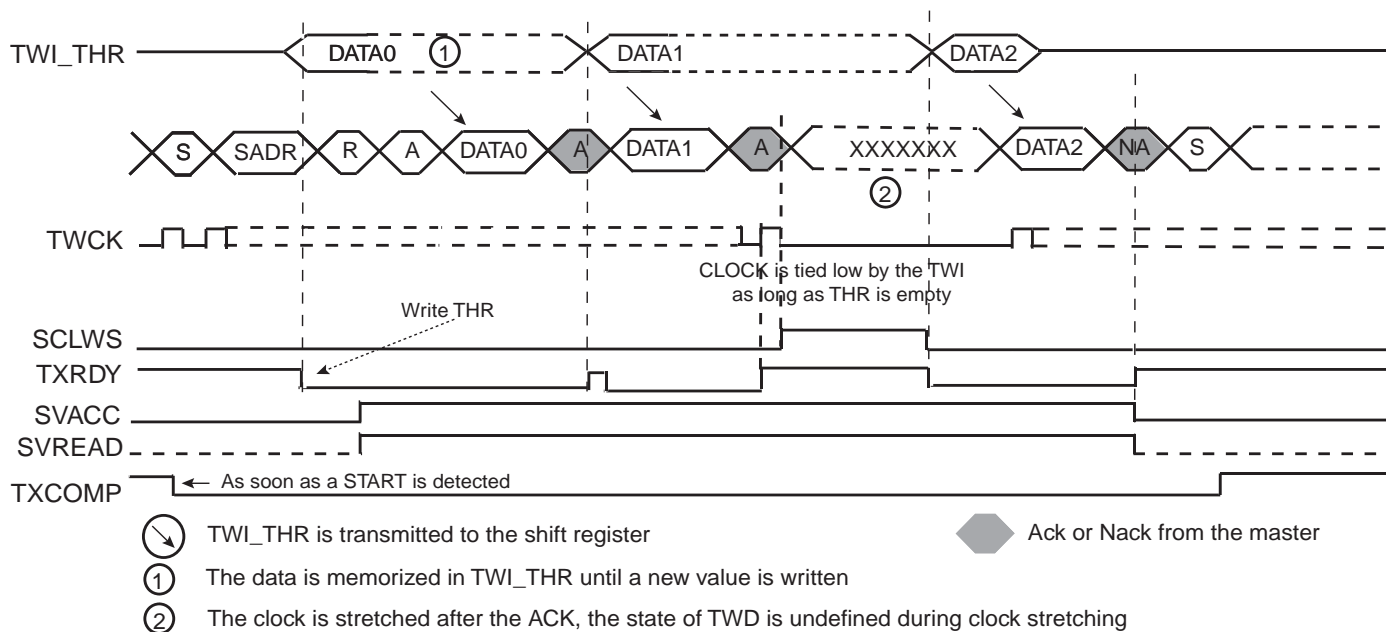 TWI_THR DATA0 1 DATA1 DATA2
S SADR R A DATA0 A DATA1 A XXXXXXX DATA2 NA S
2
TWCK
CLOCK is tied low by the TWI
as long as THR is empty
Write THR
SCLWS
TXRDY
SVACC
SVREAD
TXCOMP As soon as a START is detected
TWI_THR is transmitted to the shift register
Ack or Nack from the master
1 The data is memorized in TWI_THR until a new value is written
2 The clock is stretched after the ACK, the state of TWD is undefined during clock stretching